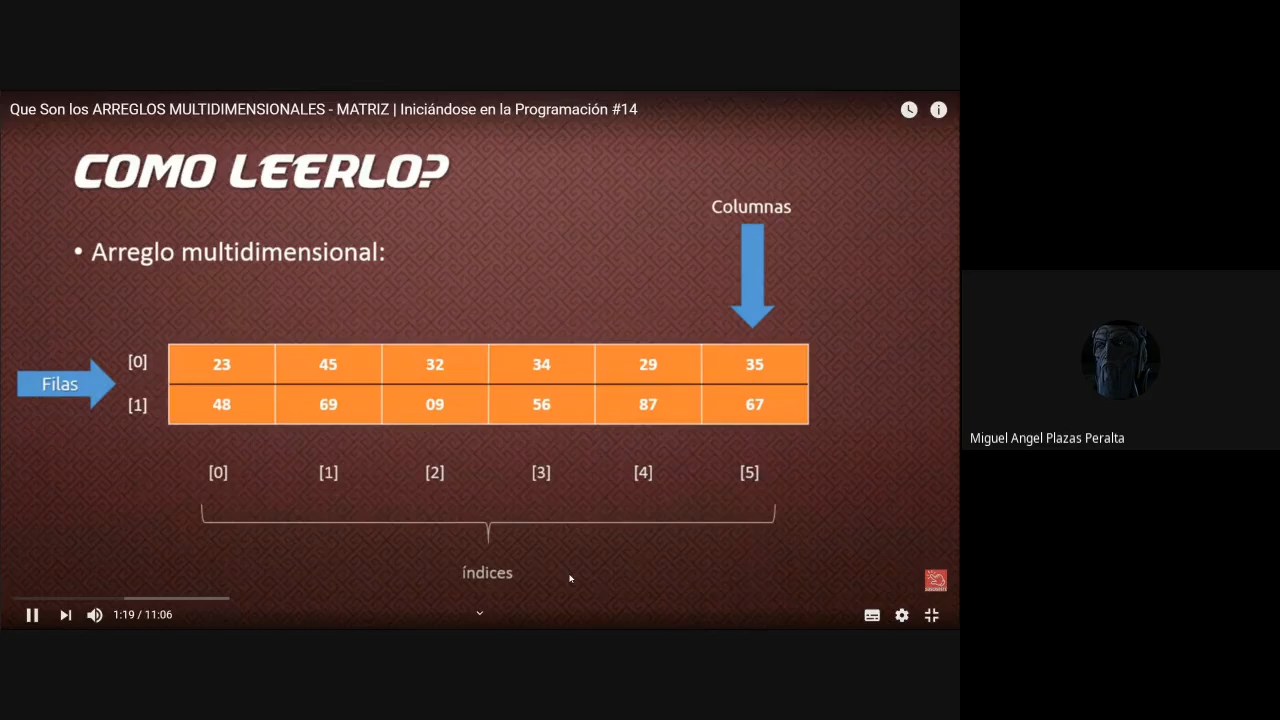 Que Son los ARREGLOS MULTIDIMENSIONALES - MATRIZ | Iniciándose en la Programación #14
COMO LEERLO?
Columnas
• Arreglo multidimensional:
Filas
[0] 23 45 32 34 29 35
[1] 48 69 09 56 87 67
[0] [1] [2] [3] [4] [5]
índices
1:19 / 11:06
Miguel Angel Plazas Peralta